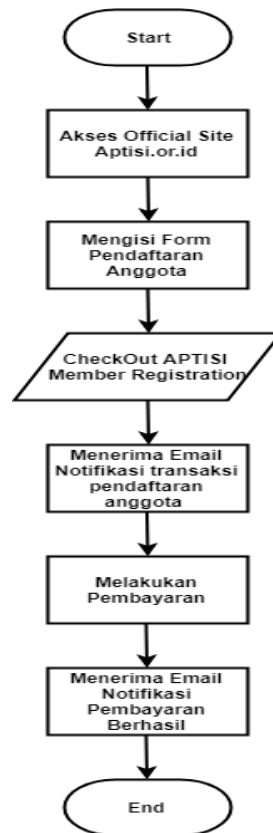 Start
Akses Official Site
Aptisi.or.id
Mengisi Form
Pendaftaran
Anggota
CheckOut APTISI
Member Registration
Menerima Email
Notifikasi transaksi
pendaftaran
anggota
Melakukan
Pembayaran
Menerima Email
Notifikasi
Pembayaran
Berhasil
End